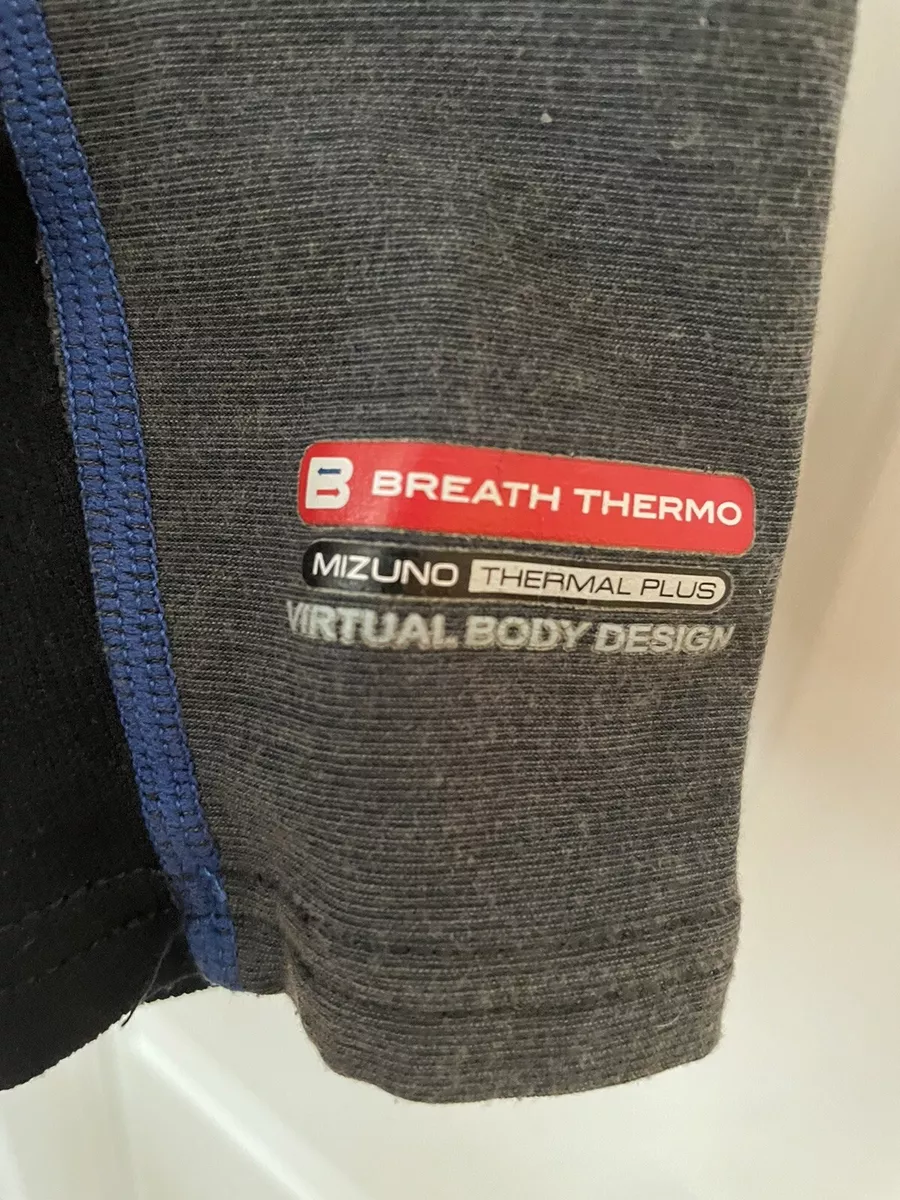 B BREATH THERMO
MIZUNO THERMAL PLUS
VIRTUAL BODY DESIGN